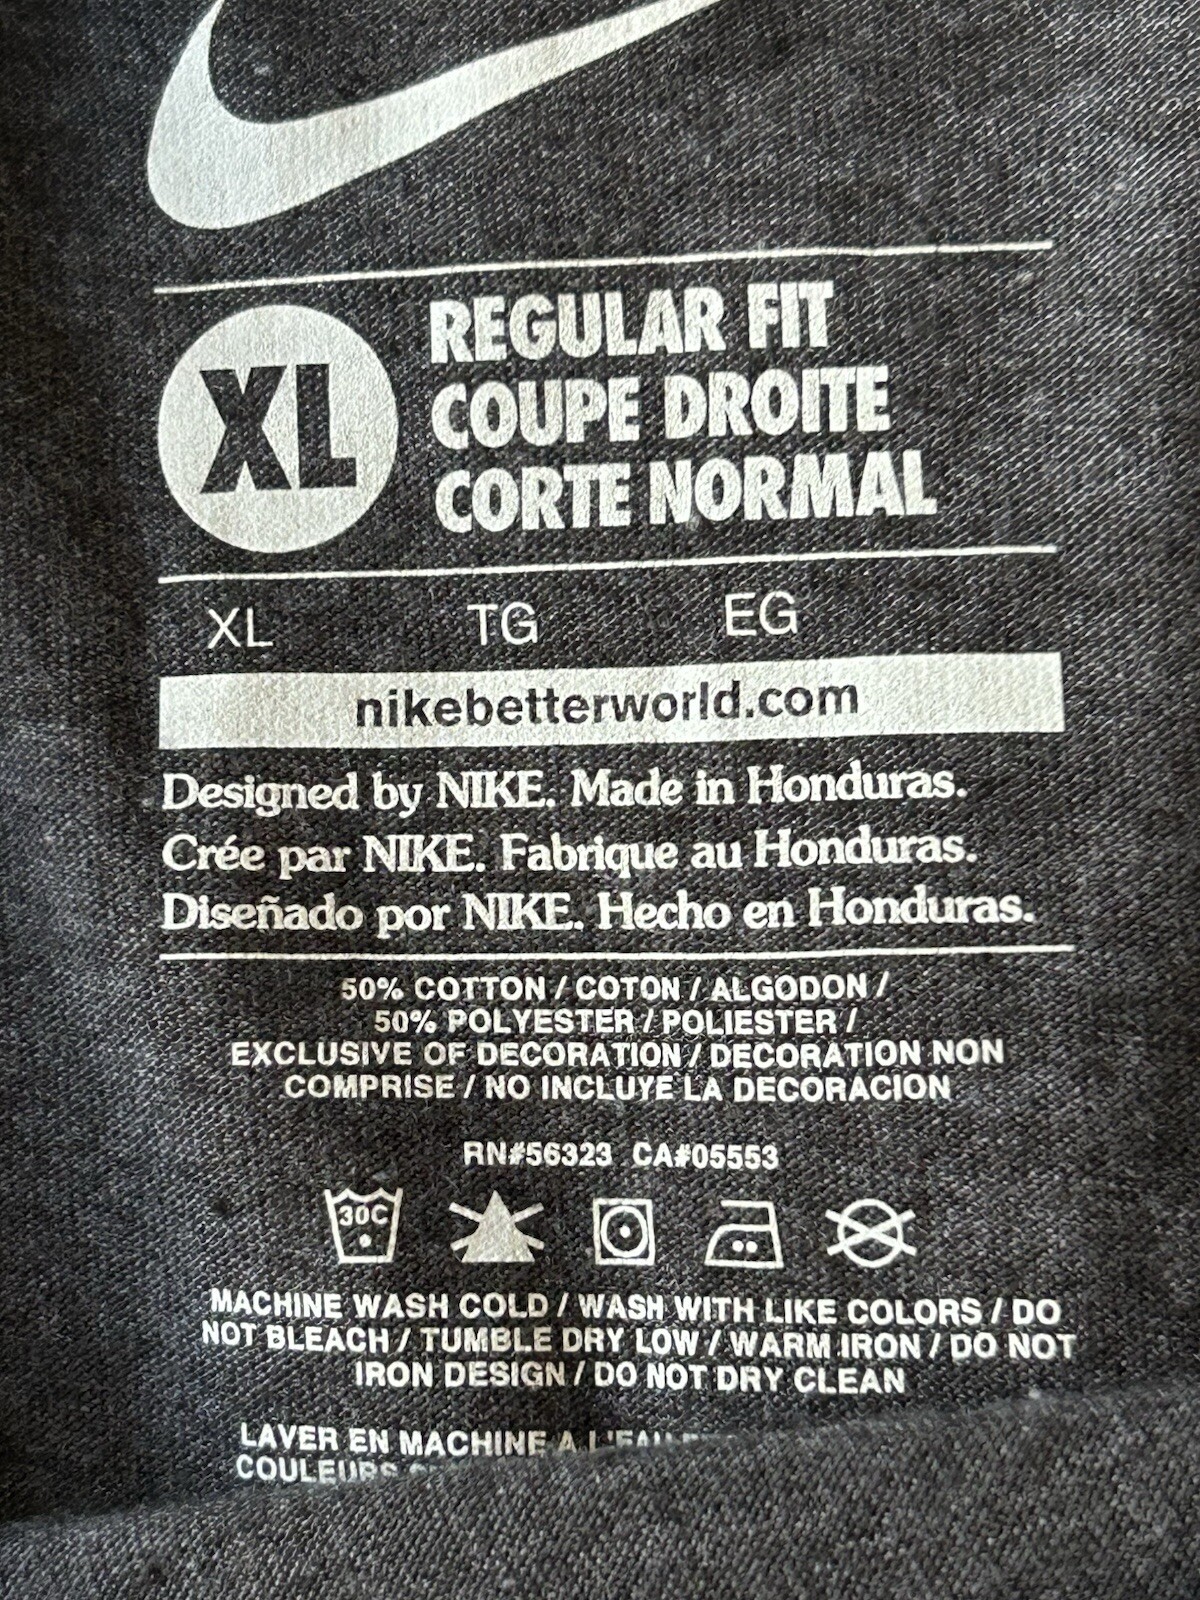 XL
REGULAR FIT
COUPE DROITE
CORTE NORMAL
XL TG EG
nikebetterworld.com
Designed by NIKE. Made in Honduras.
Crée par NIKE. Fabrique au Honduras.
Diseñado por NIKE. Hecho en Honduras.
50% COTTON / COTON / ALGODON /
50% POLYESTER / POLIESTER /
EXCLUSIVE OF DECORATION / DECORATION NON
COMPRISE / NO INCLUYE LA DECORACION
RN#56323 CA#05553
30C
MACHINE WASH COLD / WASH WITH LIKE COLORS / DO
NOT BLEACH / TUMBLE DRY LOW / WARM IRON / DO NOT
IRON DESIGN / DO NOT DRY CLEAN
LAVER EN MACHINE A L'EAU
COULEURS